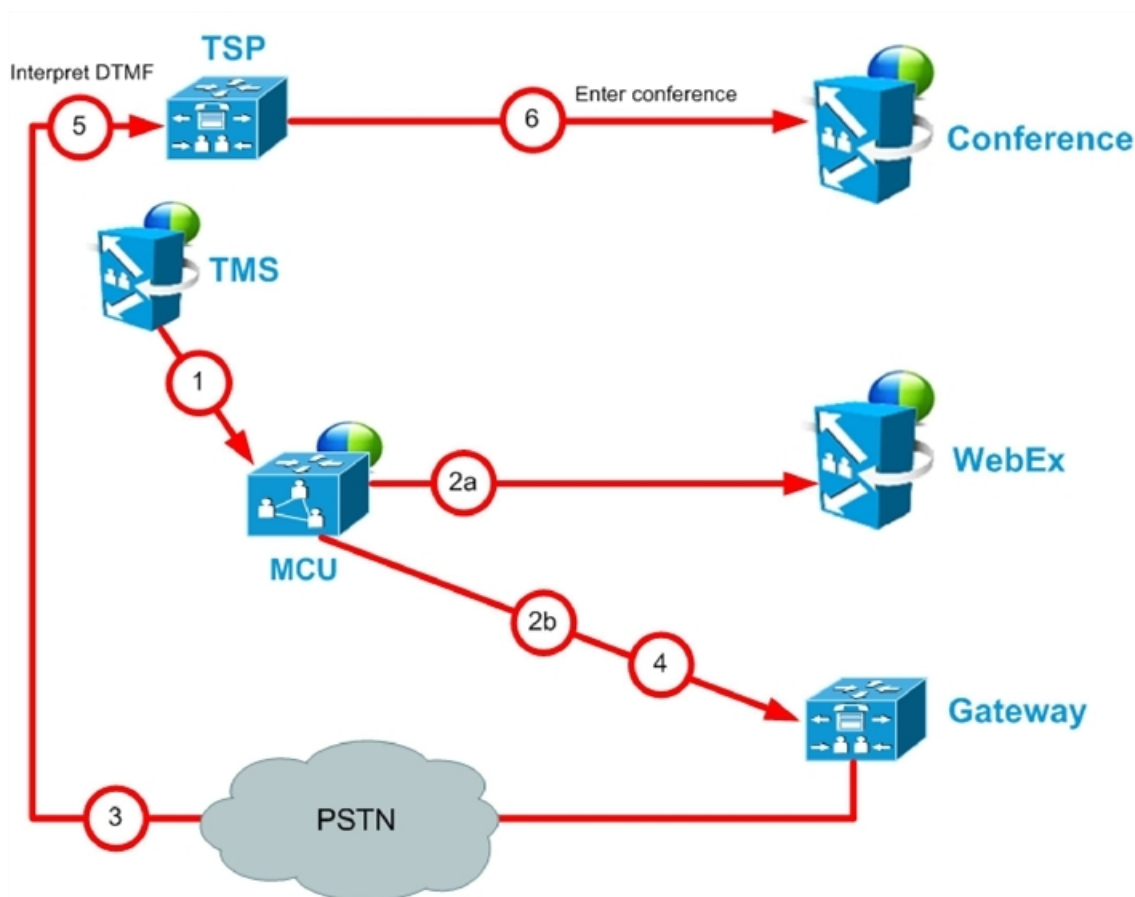 TSP
Interpret DTMF
5
6
Enter conference
Conference
TMS
1
2a
WebEx
MCU
2b
4
Gateway
3
PSTN